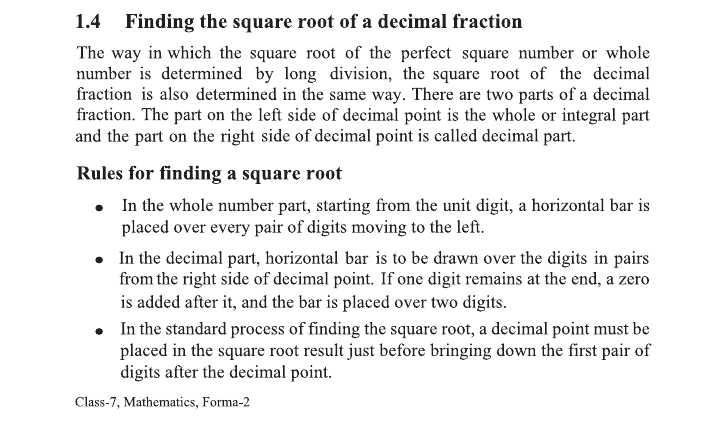 1.4 Finding the square root of a decimal fraction
The way in which the square root of the perfect square number or whole
number is determined by long division, the square root of the decimal
fraction is also determined in the same way. There are two parts of a decimal
fraction. The part on the left side of decimal point is the whole or integral part
and the part on the right side of decimal point is called decimal part.
Rules for finding a square root
• In the whole number part, starting from the unit digit, a horizontal bar is
placed over every pair of digits moving to the left.
• In the decimal part, horizontal bar is to be drawn over the digits in pairs
from the right side of decimal point. If one digit remains at the end, a zero
is added after it, and the bar is placed over two digits.
• In the standard process of finding the square root, a decimal point must be
placed in the square root result just before bringing down the first pair of
digits after the decimal point.
Class-7, Mathematics, Forma-2